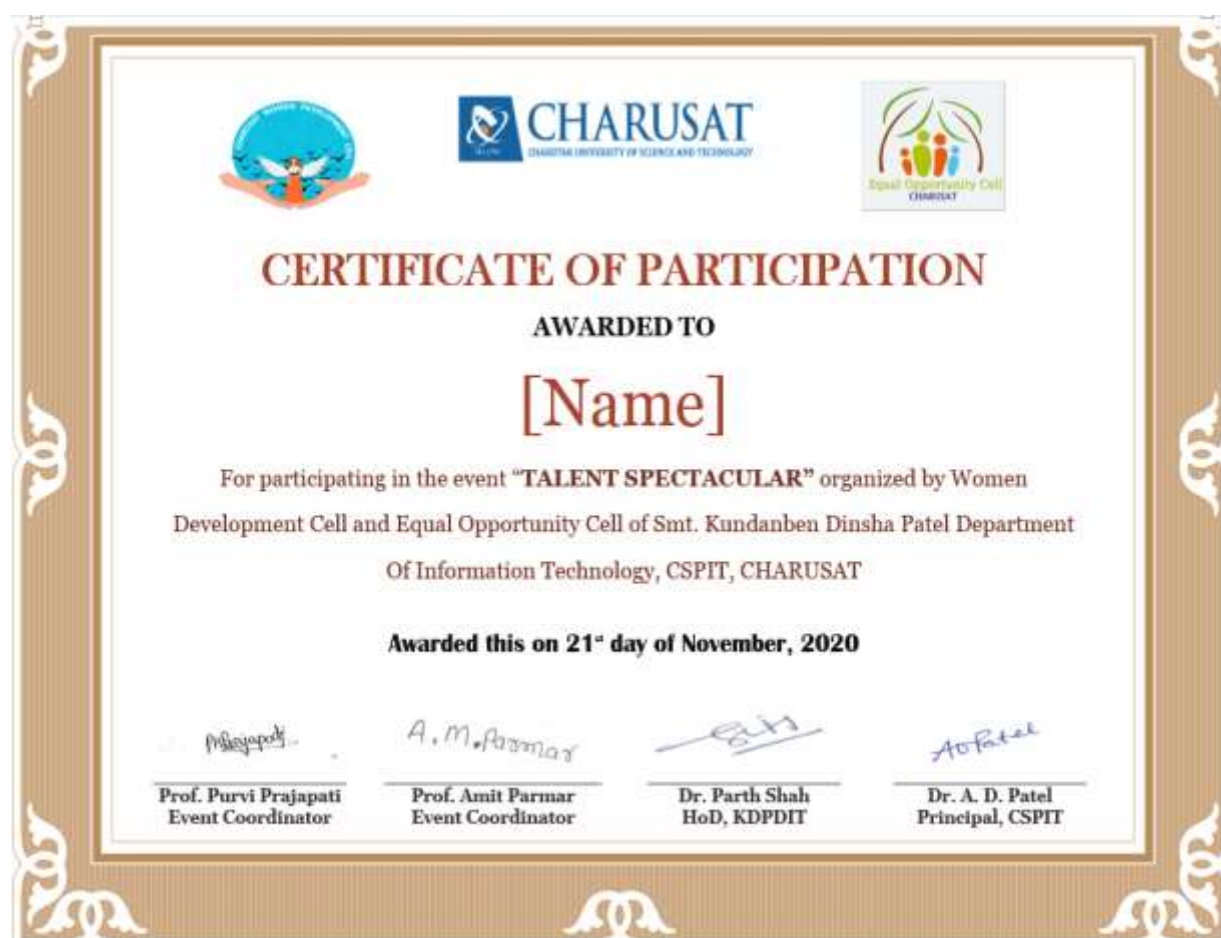 CHARUSAT
CHAROTAR UNIVERSITY OF SCIENCE AND TECHNOLOGY
Equal Opportunity Cell
CHARUSAT
CERTIFICATE OF PARTICIPATION
AWARDED TO
[Name]
For participating in the event “TALENT SPECTACULAR” organized by Women
Development Cell and Equal Opportunity Cell of Smt. Kundanben Dinsha Patel Department
Of Information Technology, CSPIT, CHARUSAT
Awarded this on 21st day of November, 2020
A.M.Parmar
ADPatel
Prof. Purvi Prajapati
Event Coordinator
Prof. Amit Parmar
Event Coordinator
Dr. Parth Shah
HoD, KDPDIT
Dr. A. D. Patel
Principal, CSPIT